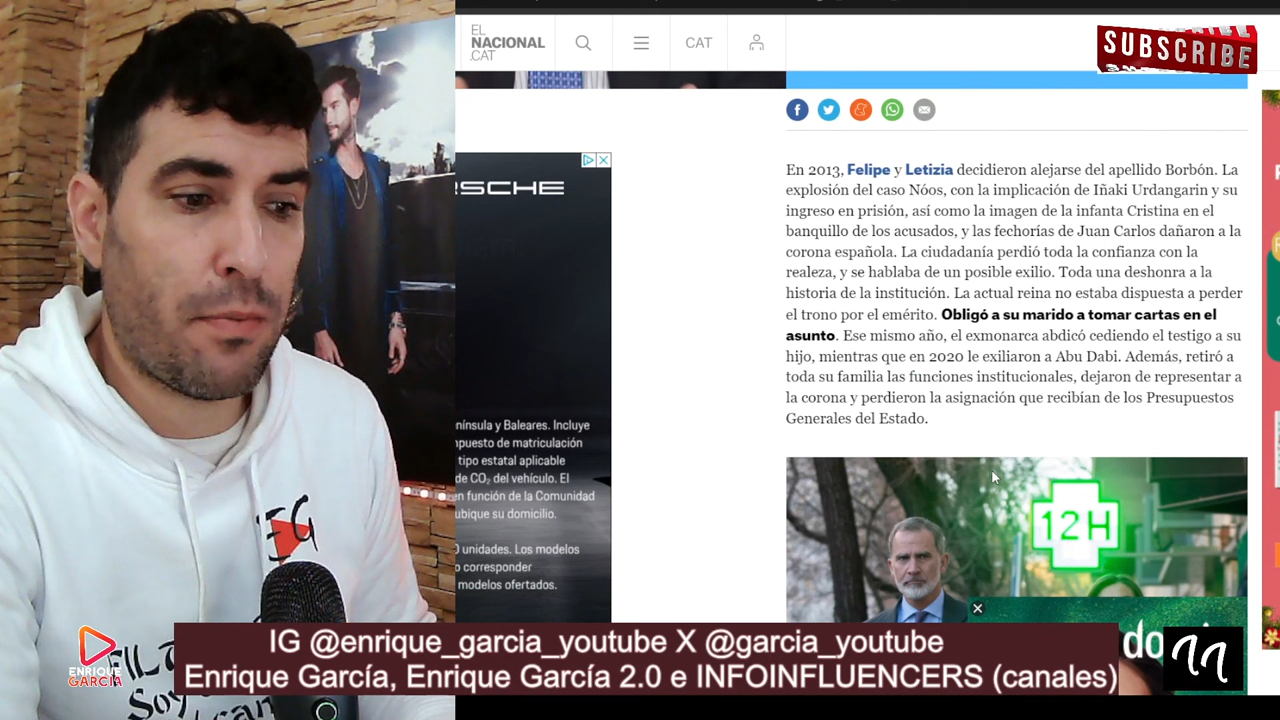 EL
NACIONAL
.CAT
CAT
SUBSCRIBE
En 2013, Felipe y Letizia decidieron alejarse del apellido Borbón. La
explosión del caso Nóos, con la implicación de Iñaki Urdangarin y su
ingreso en prisión, así como la imagen de la infanta Cristina en el
banquillo de los acusados, y las fechorías de Juan Carlos dañaron a la
corona española. La ciudadanía perdió toda la confianza con la
realeza, y se hablaba de un posible exilio. Toda una deshonra a la
historia de la institución. La actual reina no estaba dispuesta a perder
el trono por el emérito. Obligó a su marido a tomar cartas en el
asunto. Ese mismo año, el exmonarca abdicó cediendo el testigo a su
hijo, mientras que en 2020 le exiliaron a Abu Dabi. Además, retiró a
toda su familia las funciones institucionales, dejaron de representar a
la corona y perdieron la asignación que recibían de los Presupuestos
Generales del Estado.
RSCHE
nínsula y Baleares. Incluye
puesto de matriculación
tipo estatal aplicable
de CO₂ del vehículo. El
en función de la Comunidad
ubique su domicilio.
0 unidades. Los modelos
o corresponder
modelos ofertados.
12H
EG
IG @enrique_garcia_youtube X @garcia_youtube
Enrique García, Enrique García 2.0 e INFOINFLUENCERS (canales)
ENRIQUE
GARCÍA
Soy